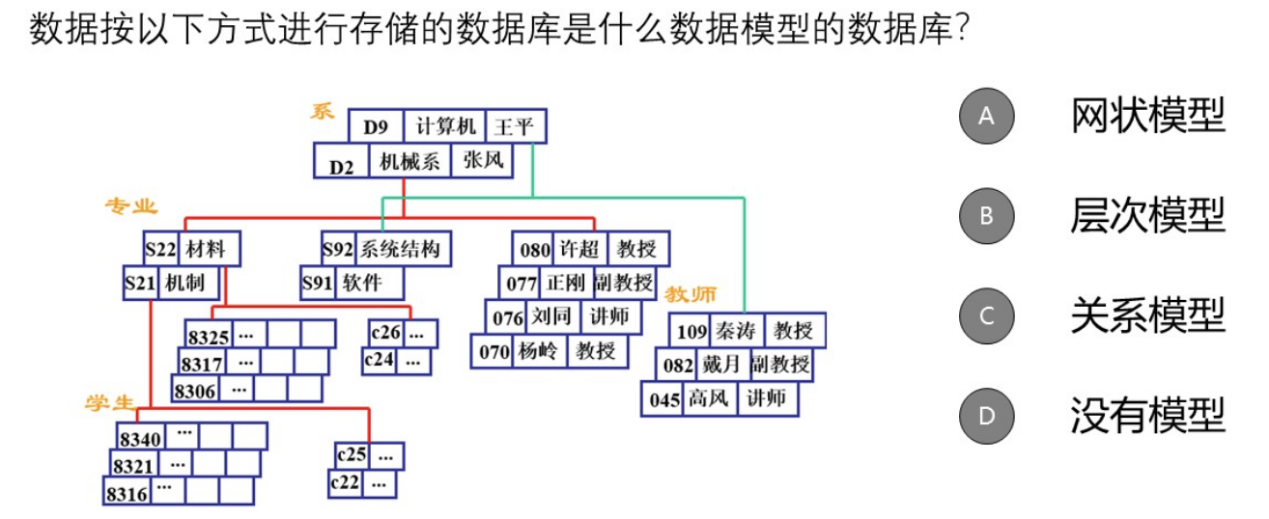 数据按以下方式进行存储的数据库是什么数据模型的数据库?
系
D9 计算机 王平
D2 机械系 张风
专业
S22 材料
S21 机制
S92 系统结构
S91 软件
080 许超 教授
077 正刚 副教授
076 刘同 讲师
070 杨岭 教授
教师
109 秦涛 教授
082 戴月 副教授
045 高风 讲师
8325 ...
8317 ...
8306 ...
c26 ...
c24 ...
学生
8340 ...
8321 ...
8316 ...
c25 ...
c22 ...
A 网状模型
B 层次模型
C 关系模型
D 没有模型